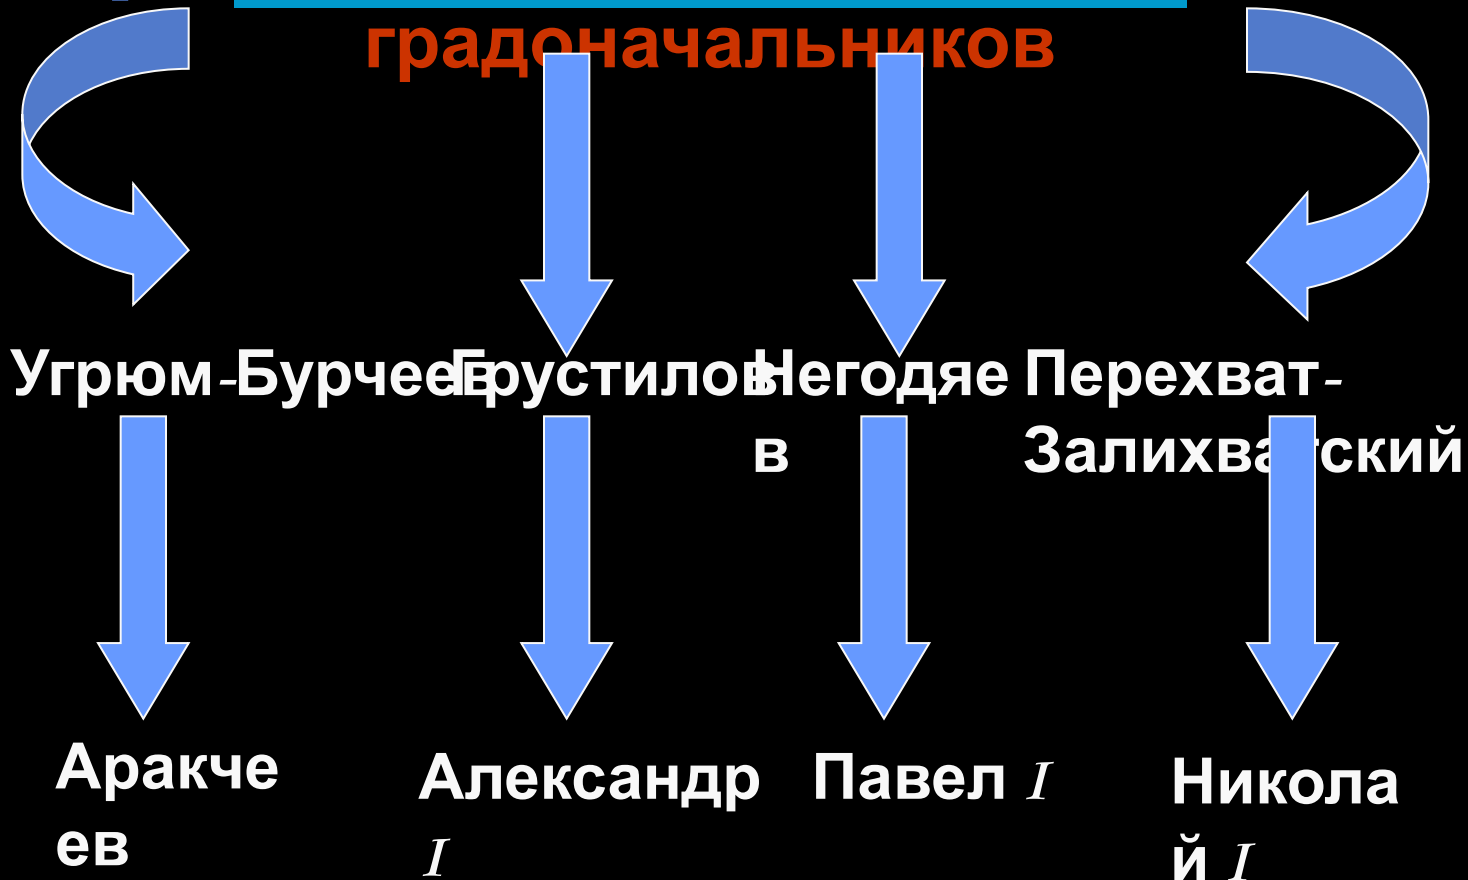 градоначальников
Угрюм-Бурчеев
Грустилов
Негодяе
в
Перехват-
Залихватский
Аракче
ев
Александр
I
Павел I
Никола
й I